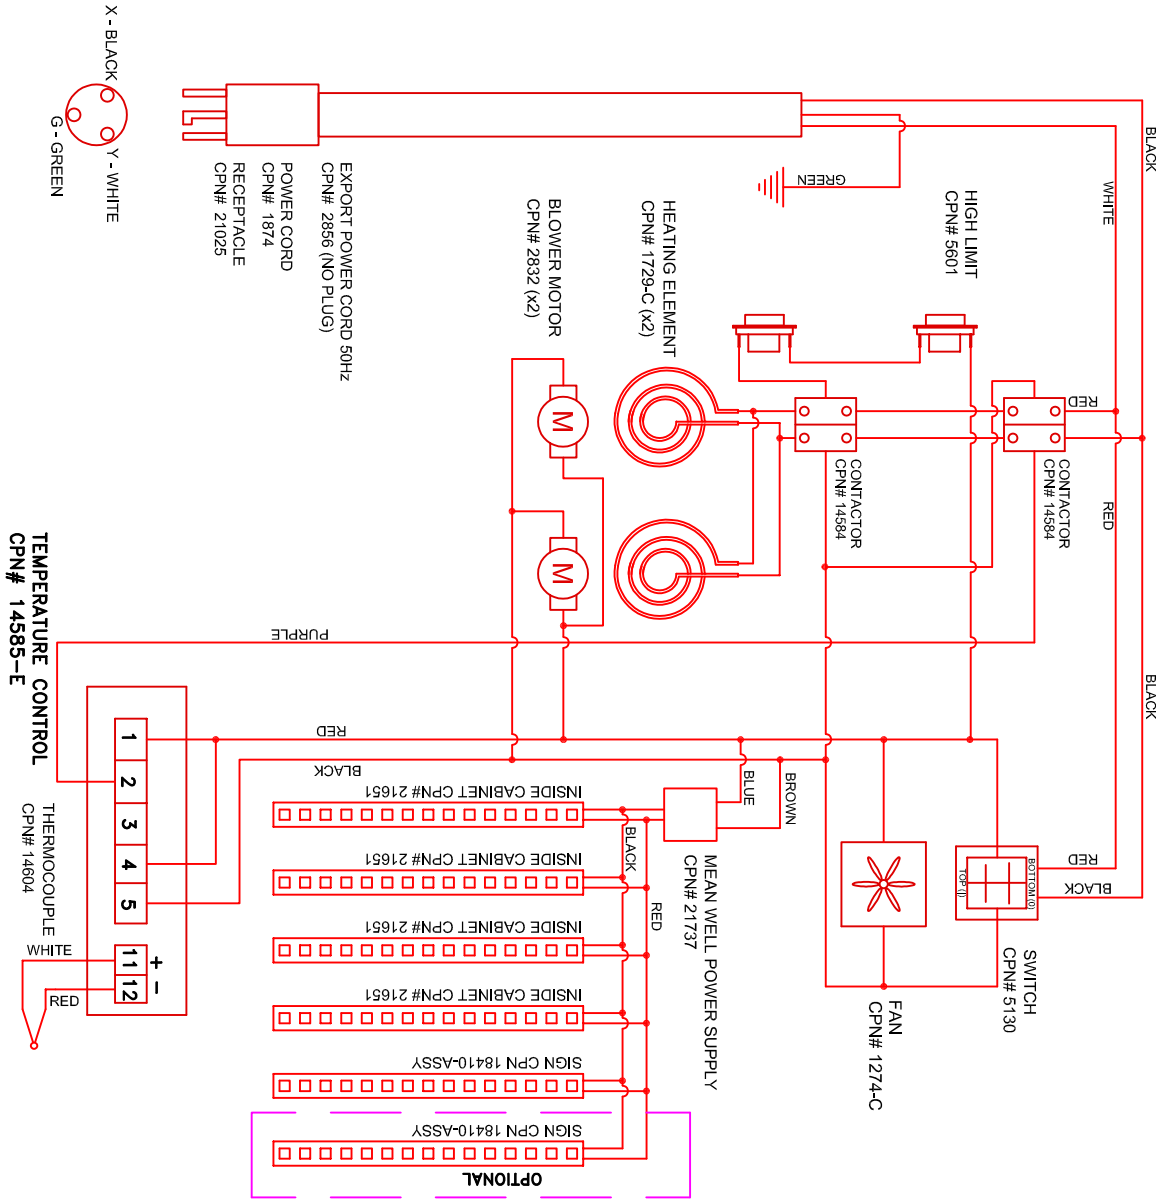 X - BLACK
Y - WHITE
G - GREEN
EXPORT POWER CORD 50Hz
CPN# 2856 (NO PLUG)
POWER CORD
CPN# 1874
RECEPTACLE
CPN# 21025
GREEN
BLACK
WHITE
HIGH LIMIT
CPN# 5601
HEATING ELEMENT
CPN# 1729-C (x2)
BLOWER MOTOR
CPN# 2832 (x2)
M
M
RED
CONTACTOR
CPN# 14584
CONTACTOR
CPN# 14584
RED
BLACK
PURPLE
TEMPERATURE CONTROL
CPN# 14585-E
RED
BLACK
1
2
3
4
5
11
12
+
-
THERMOCOUPLE
CPN# 14604
WHITE
RED
BLUE
BROWN
MEAN WELL POWER SUPPLY
CPN# 21737
BLACK
RED
INSIDE CABINET CPN# 21651
INSIDE CABINET CPN# 21651
INSIDE CABINET CPN# 21651
INSIDE CABINET CPN# 21651
SIGN CPN 18410-ASSY
SIGN CPN 18410-ASSY
OPTIONAL
FAN
CPN# 1274-C
RED
BLACK
BOTTOM (0)
TOP (I)
SWITCH
CPN# 5130